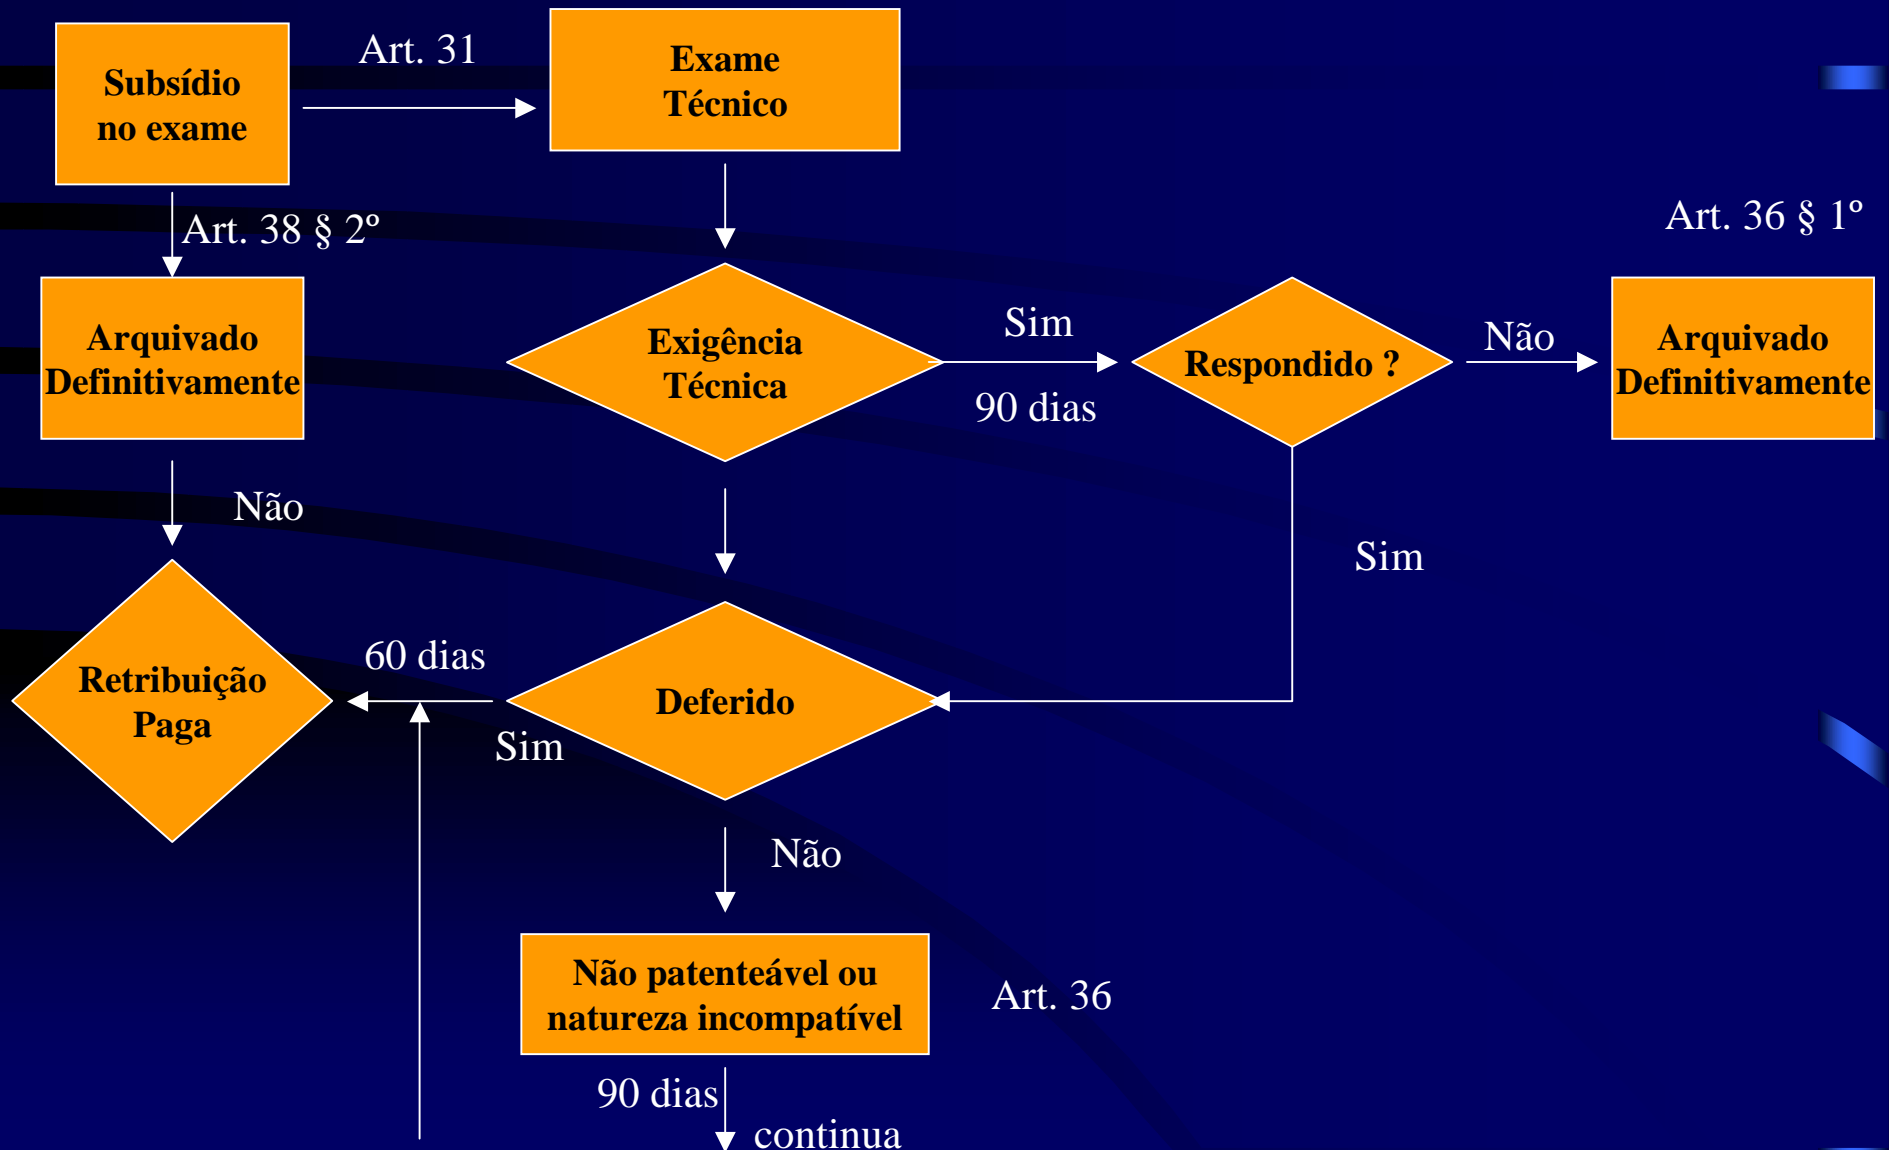 Subsídio
no exame
Art. 31
Exame
Técnico
Art. 38 § 2º
Art. 36 § 1º
Arquivado
Definitivamente
Exigência
Técnica
Sim
90 dias
Respondido ?
Não
Arquivado
Definitivamente
Não
Sim
Retribuição
Paga
60 dias
Sim
Deferido
Não
Não patenteável ou
natureza incompatível
Art. 36
90 dias
continua